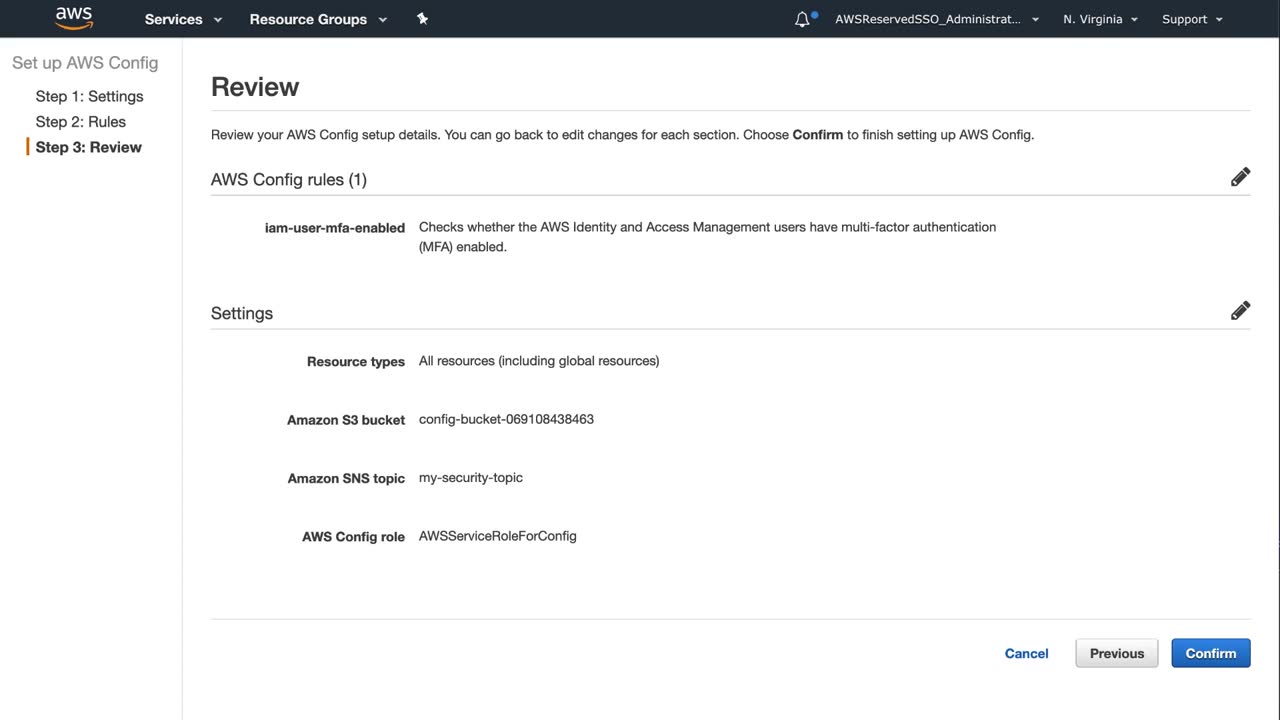 aws Services Resource Groups AWSReservedSSO_Administrat... N. Virginia Support
Set up AWS Config
Step 1: Settings
Step 2: Rules
Step 3: Review
Review
Review your AWS Config setup details. You can go back to edit changes for each section. Choose Confirm to finish setting up AWS Config.
AWS Config rules (1)
iam-user-mfa-enabled Checks whether the AWS Identity and Access Management users have multi-factor authentication
(MFA) enabled.
Settings
Resource types All resources (including global resources)
Amazon S3 bucket config-bucket-069108438463
Amazon SNS topic my-security-topic
AWS Config role AWSServiceRoleForConfig
Cancel Previous Confirm